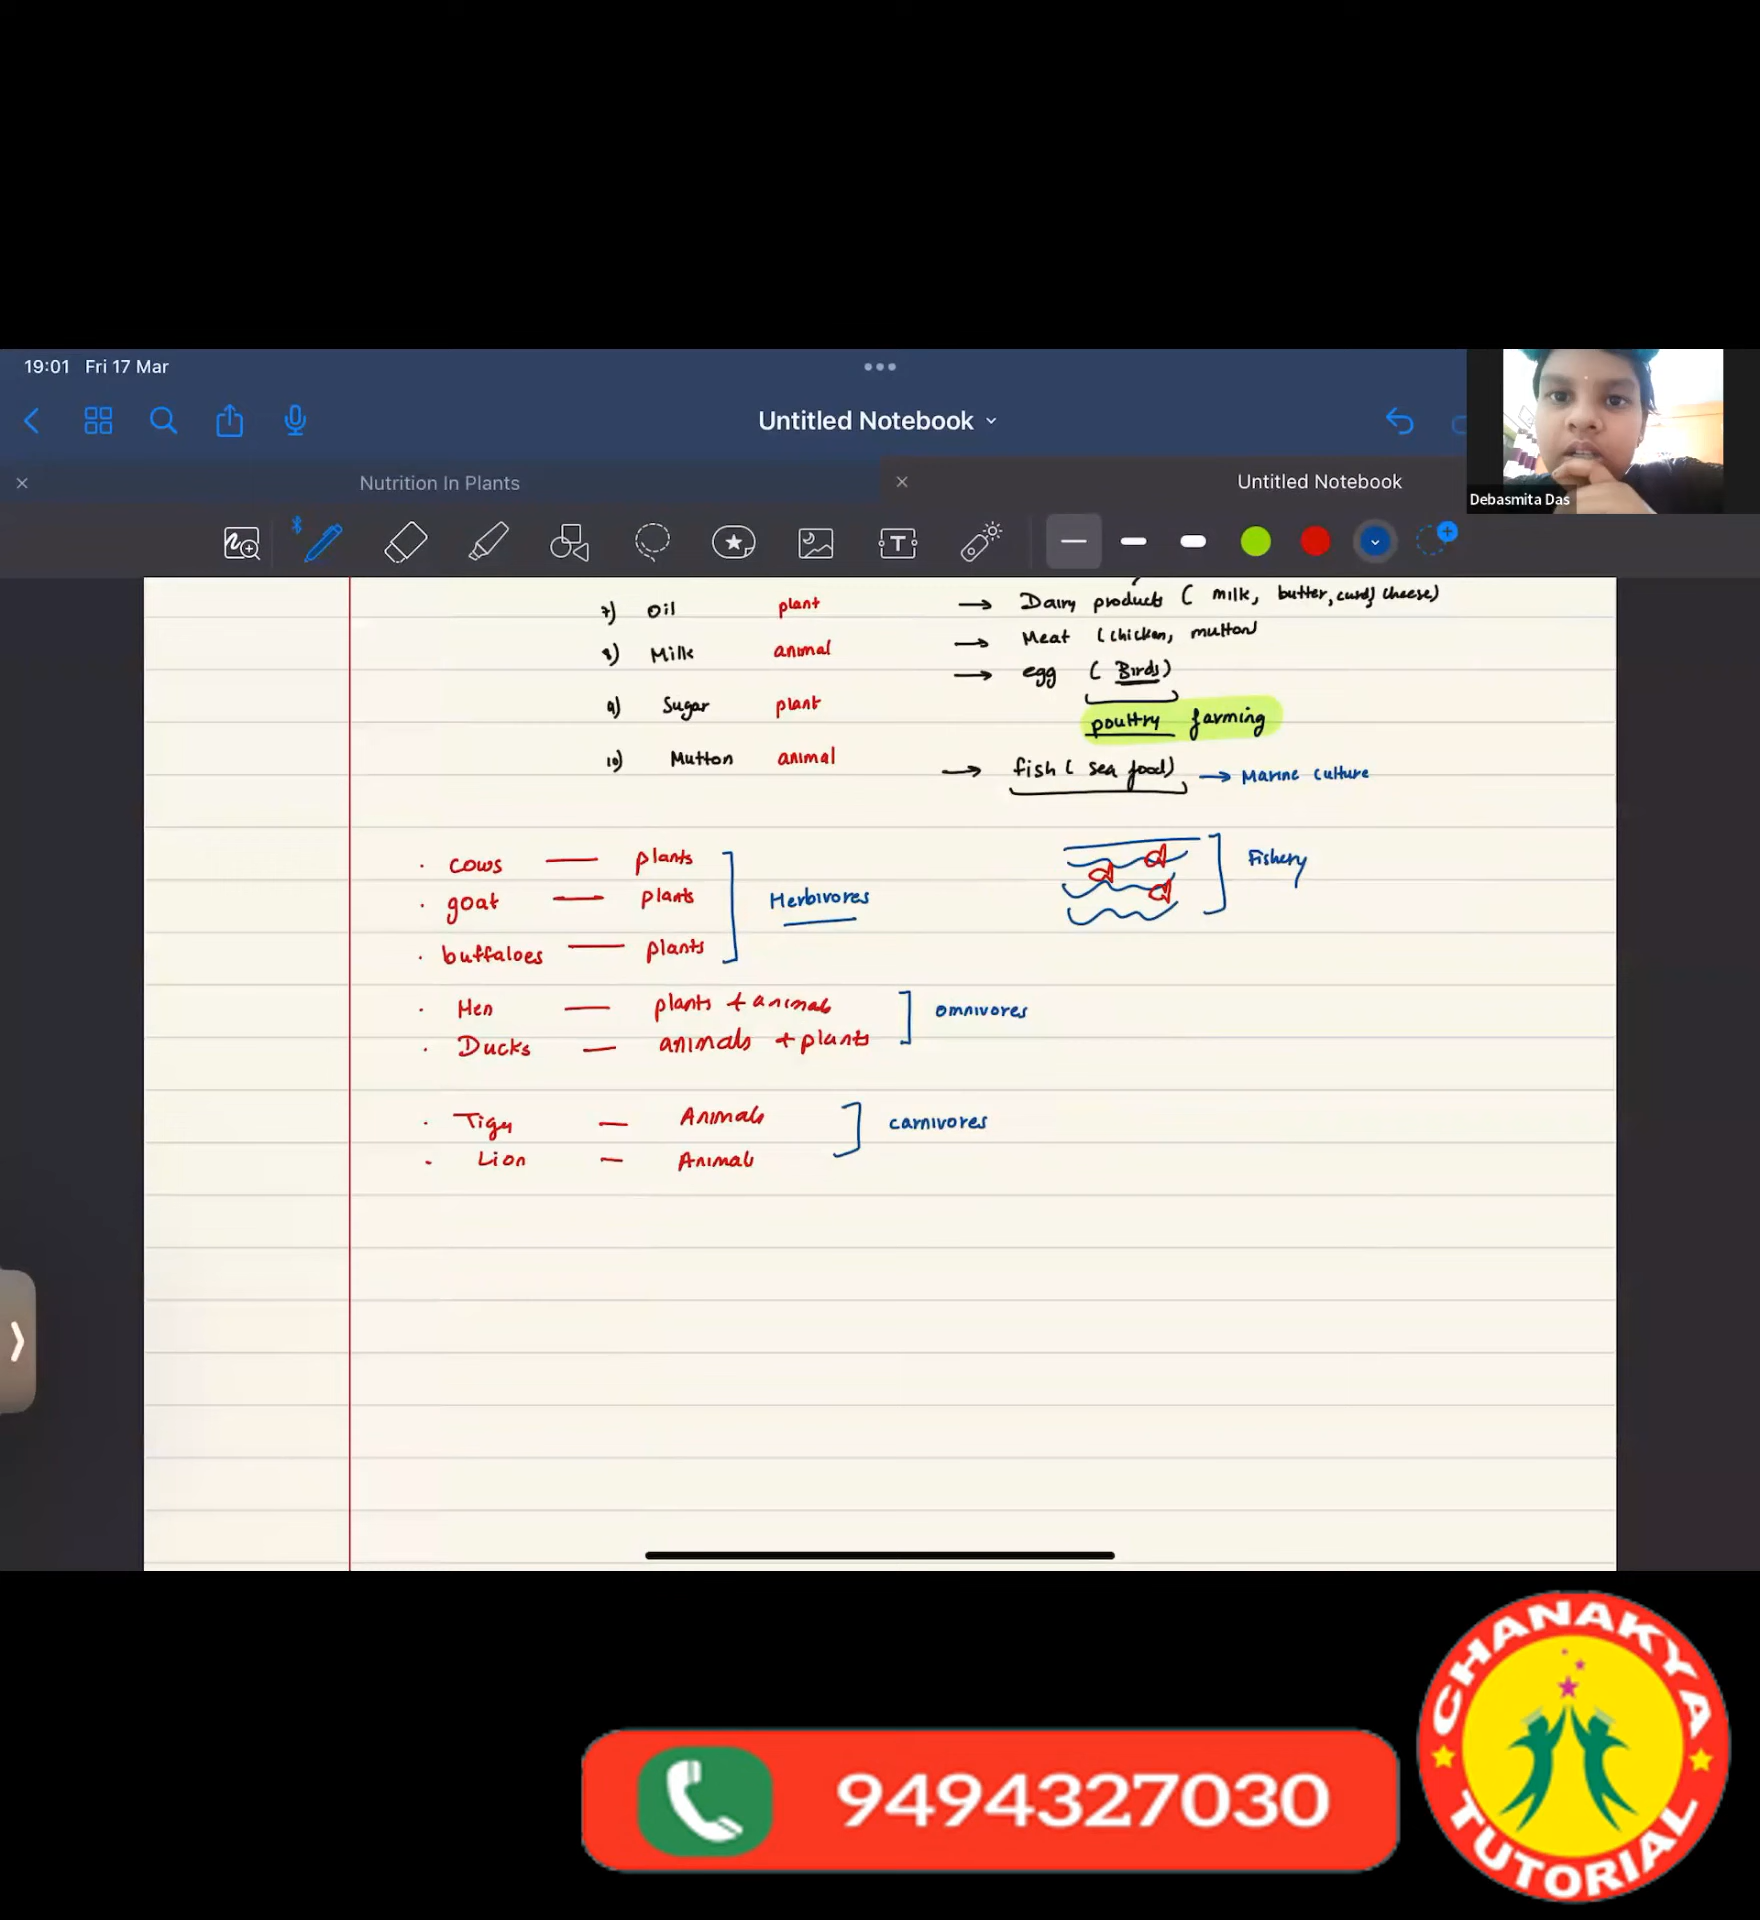 19:01 Fri 17 Mar
Untitled Notebook
Nutrition In Plants
Untitled Notebook
Debasmita Das
7) Oil plant
8) Milk animal
9) Sugar plant
10) Mutton animal
→ Dairy products ( milk, butter, curd, cheese)
→ Meat (chicken, mutton)
→ egg ( Birds)
poultry farming
→ fish ( sea food) → Marine culture
Fishery
· cows — plants
· goat — plants
· buffaloes — plants
Herbivores
· Hen — plants + animals
· Ducks — animals + plants
omnivores
· Tiger — Animals
· Lion — Animals
carnivores
9494327030
CHANAKYA
TUTORIAL